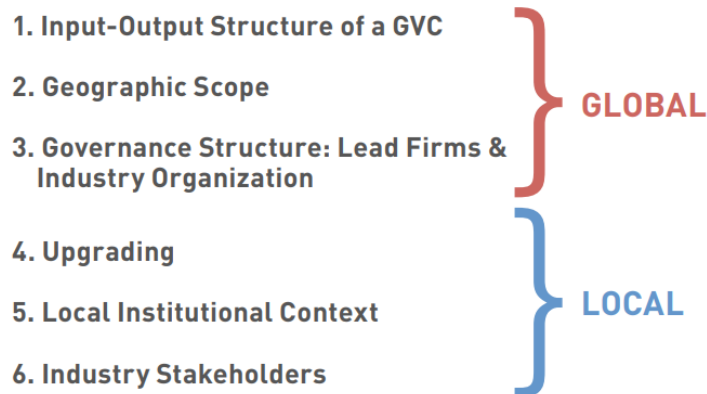 1. Input-Output Structure of a GVC
2. Geographic Scope
3. Governance Structure: Lead Firms &
Industry Organization
GLOBAL
4. Upgrading
5. Local Institutional Context
6. Industry Stakeholders
LOCAL